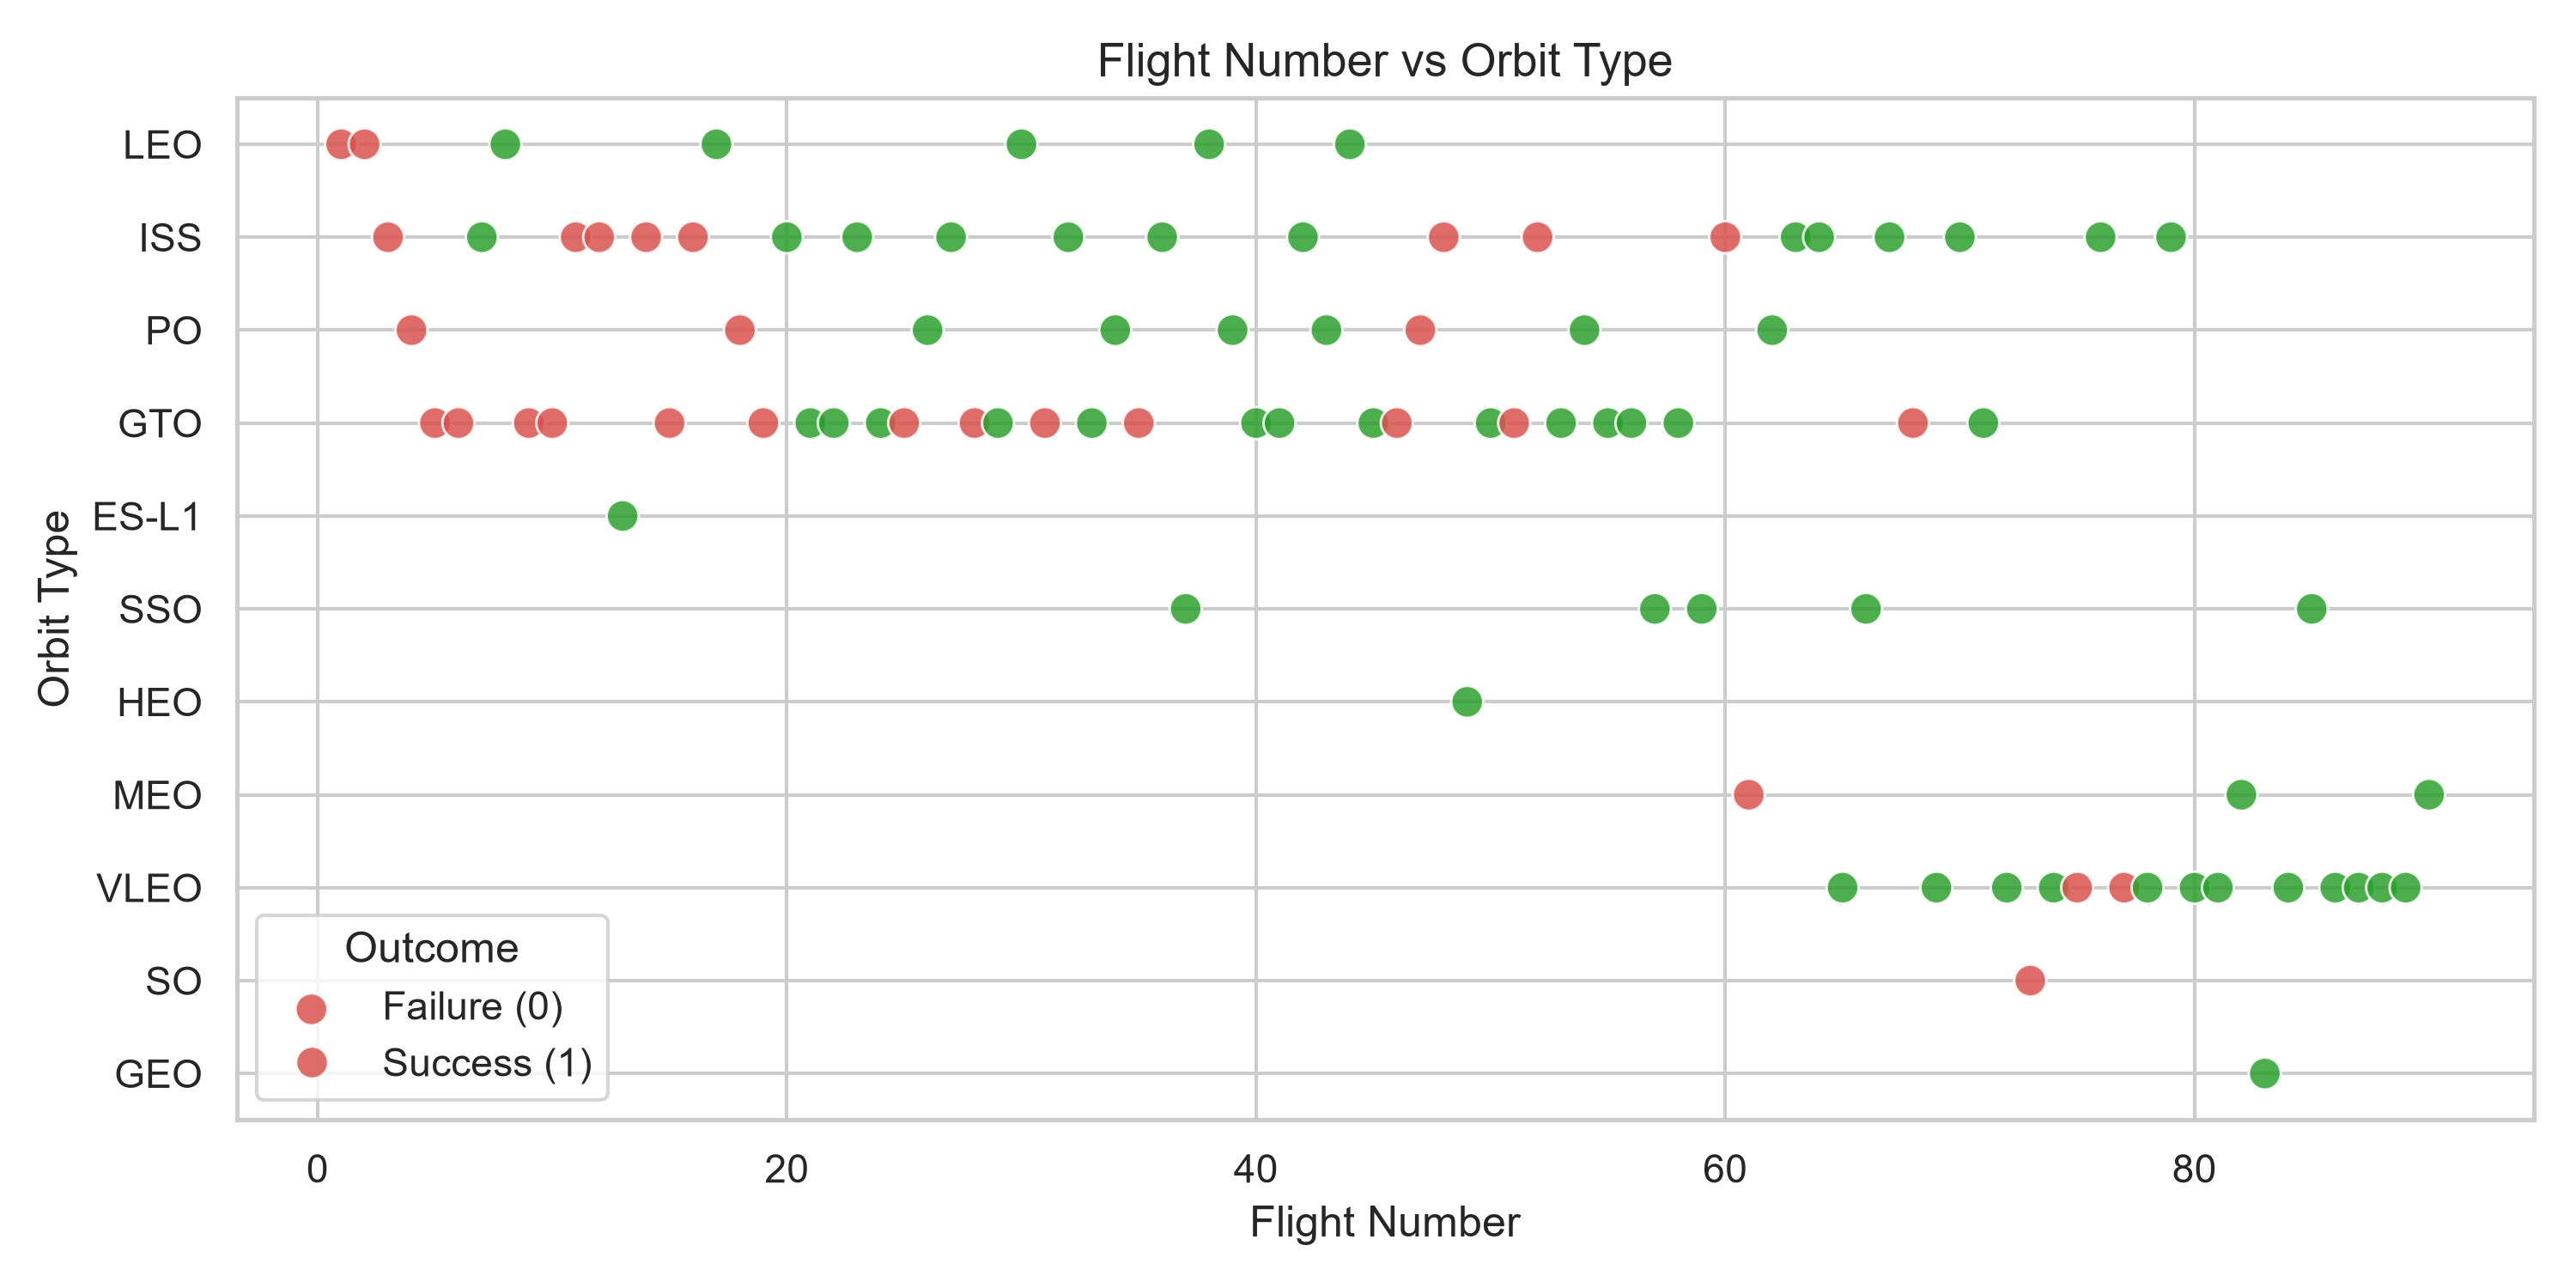 Flight Number vs Orbit Type
Orbit Type
LEO
ISS
PO
GTO
ES-L1
SSO
HEO
MEO
VLEO
SO
GEO
Outcome
Failure (0)
Success (1)
0 20 40 60 80
Flight Number